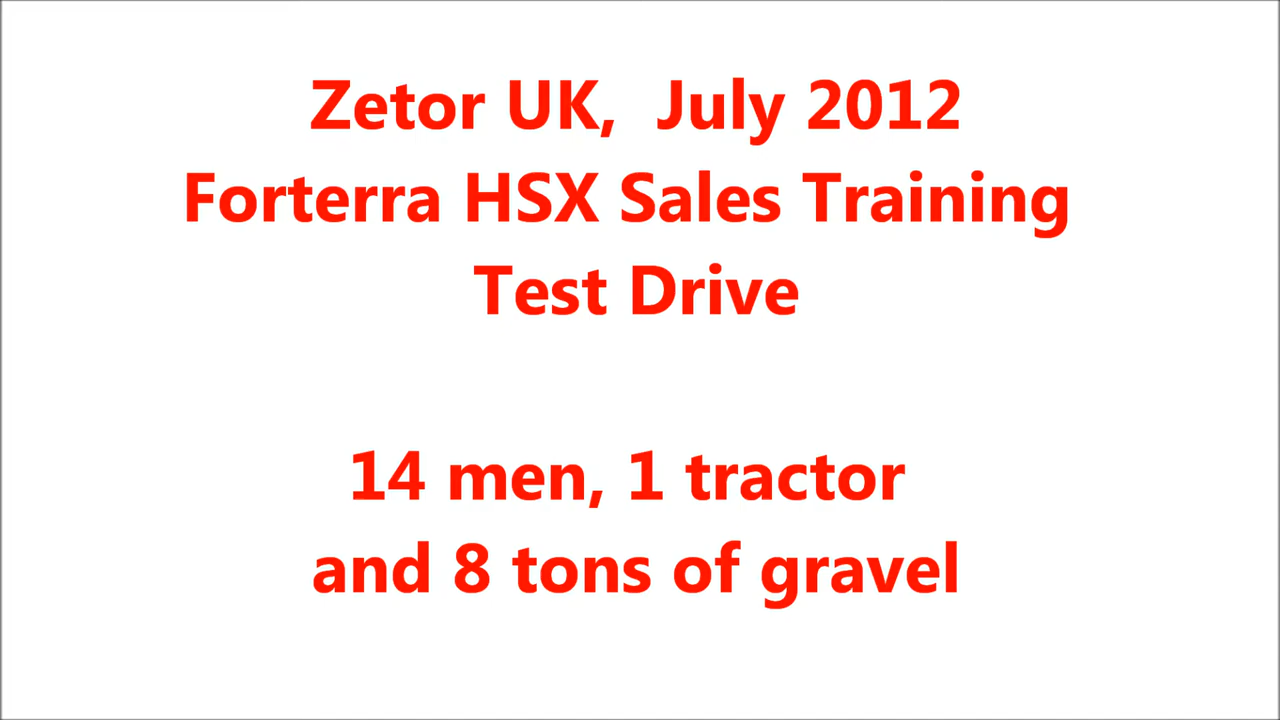 Zetor UK, July 2012
Forterra HSX Sales Training
Test Drive
14 men, 1 tractor
and 8 tons of gravel